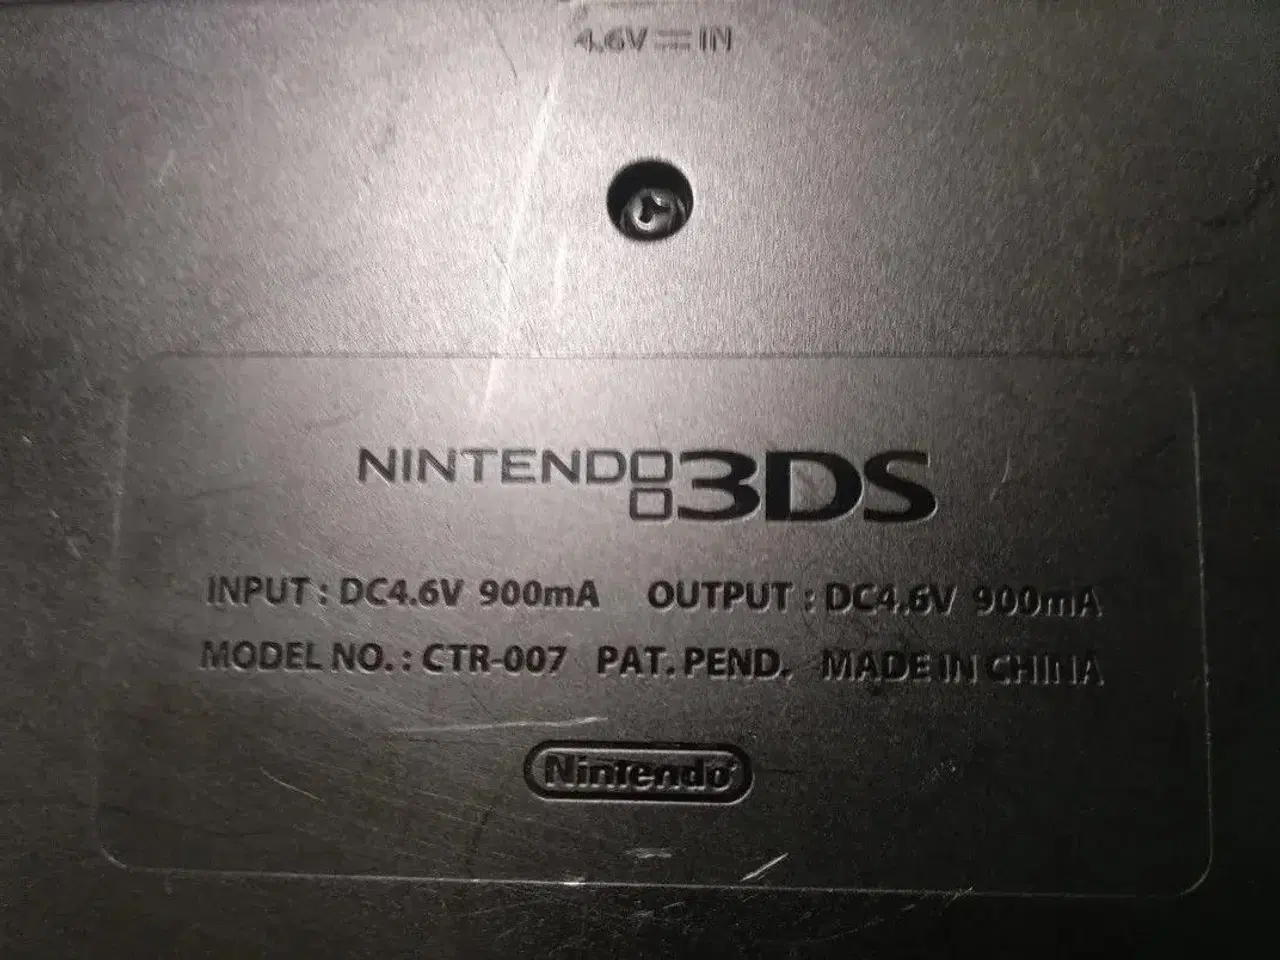 4.6V ⎓ IN
NINTENDO 3DS
INPUT : DC4.6V 900mA OUTPUT : DC4.6V 900mA
MODEL NO. : CTR-007 PAT. PEND. MADE IN CHINA
Nintendo